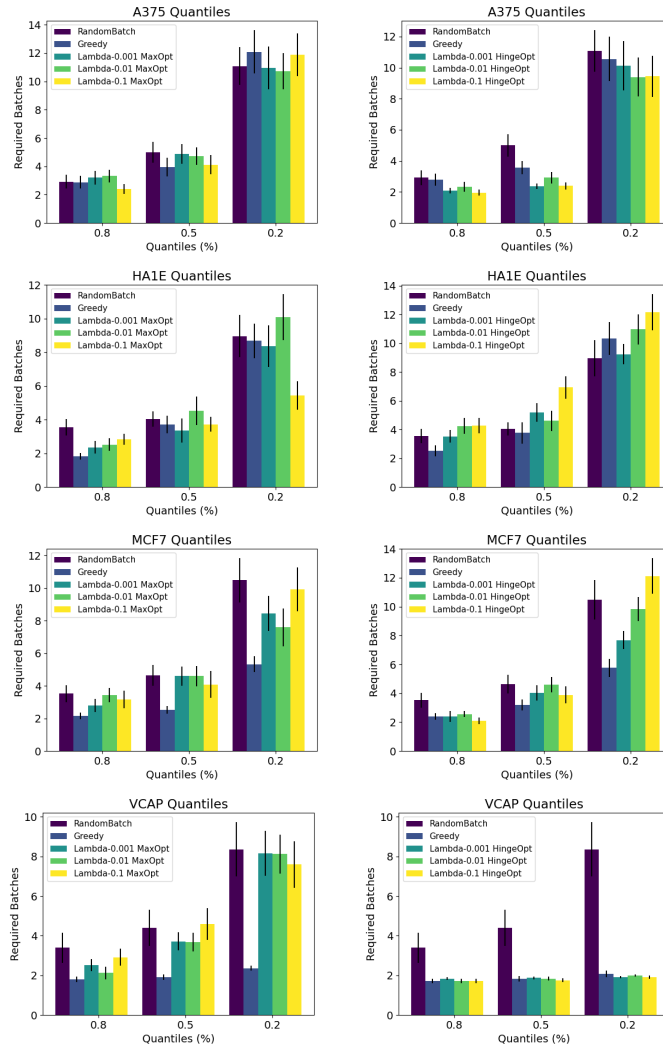 A375 Quantiles
Required Batches
14
12
10
8
6
4
2
0
RandomBatch
Greedy
Lambda-0.001 MaxOpt
Lambda-0.01 MaxOpt
Lambda-0.1 MaxOpt
0.8 0.5 0.2
Quantiles (%)
A375 Quantiles
Required Batches
12
10
8
6
4
2
0
RandomBatch
Greedy
Lambda-0.001 HingeOpt
Lambda-0.01 HingeOpt
Lambda-0.1 HingeOpt
0.8 0.5 0.2
Quantiles (%)
HA1E Quantiles
Required Batches
12
10
8
6
4
2
0
RandomBatch
Greedy
Lambda-0.001 MaxOpt
Lambda-0.01 MaxOpt
Lambda-0.1 MaxOpt
0.8 0.5 0.2
Quantiles (%)
HA1E Quantiles
Required Batches
14
12
10
8
6
4
2
0
RandomBatch
Greedy
Lambda-0.001 HingeOpt
Lambda-0.01 HingeOpt
Lambda-0.1 HingeOpt
0.8 0.5 0.2
Quantiles (%)
MCF7 Quantiles
Required Batches
12
10
8
6
4
2
0
RandomBatch
Greedy
Lambda-0.001 MaxOpt
Lambda-0.01 MaxOpt
Lambda-0.1 MaxOpt
0.8 0.5 0.2
Quantiles (%)
MCF7 Quantiles
Required Batches
14
12
10
8
6
4
2
0
RandomBatch
Greedy
Lambda-0.001 HingeOpt
Lambda-0.01 HingeOpt
Lambda-0.1 HingeOpt
0.8 0.5 0.2
Quantiles (%)
VCAP Quantiles
Required Batches
10
8
6
4
2
0
RandomBatch
Greedy
Lambda-0.001 MaxOpt
Lambda-0.01 MaxOpt
Lambda-0.1 MaxOpt
0.8 0.5 0.2
Quantiles (%)
VCAP Quantiles
Required Batches
10
8
6
4
2
0
RandomBatch
Greedy
Lambda-0.001 HingeOpt
Lambda-0.01 HingeOpt
Lambda-0.1 HingeOpt
0.8 0.5 0.2
Quantiles (%)